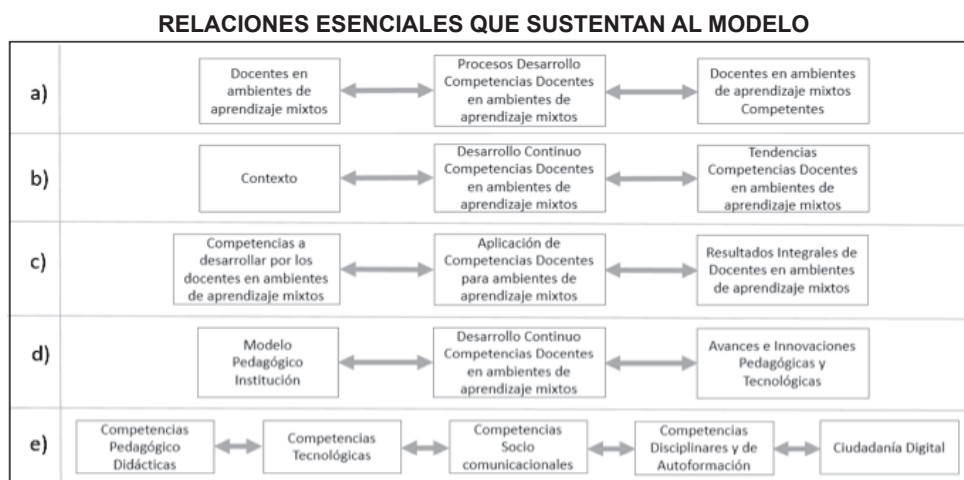 RELACIONES ESENCIALES QUE SUSTENTAN AL MODELO
a)
Docentes en
ambientes de
aprendizaje mixtos
Procesos Desarrollo
Competencias Docentes
en ambientes de
aprendizaje mixtos
Docentes en ambientes
de aprendizaje mixtos
Competentes
b)
Contexto
Desarrollo Continuo
Competencias Docentes
en ambientes de
aprendizaje mixtos
Tendencias
Competencias Docentes
en ambientes de
aprendizaje mixtos
c)
Competencias a
desarrollar por los
docentes en ambientes
de aprendizaje mixtos
Aplicación de
Competencias Docentes
para ambientes de
aprendizaje mixtos
Resultados Integrales de
Docentes en ambientes
de aprendizaje mixtos
d)
Modelo
Pedagógico
Institución
Desarrollo Continuo
Competencias Docentes
en ambientes de
aprendizaje mixtos
Avances e Innovaciones
Pedagógicas y
Tecnológicas
e)
Competencias
Pedagógico
Didácticas
Competencias
Tecnológicas
Competencias
Socio
comunicacionales
Competencias
Disciplinares y de
Autoformación
Ciudadanía Digital